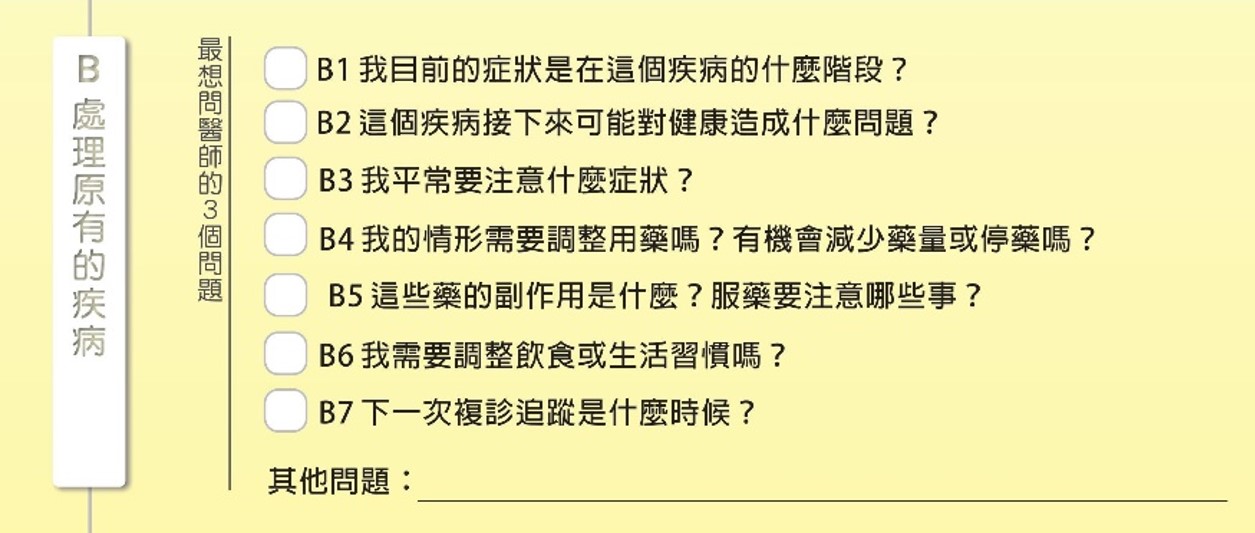 B 處理原有的疾病
最想問醫師的3個問題
B1 我目前的症狀是在這個疾病的什麼階段？
B2 這個疾病接下來可能對健康造成什麼問題？
B3 我平常要注意什麼症狀？
B4 我的情形需要調整用藥嗎？有機會減少藥量或停藥嗎？
B5 這些藥的副作用是什麼？服藥要注意哪些事？
B6 我需要調整飲食或生活習慣嗎？
B7 下一次複診追蹤是什麼時候？
其他問題：